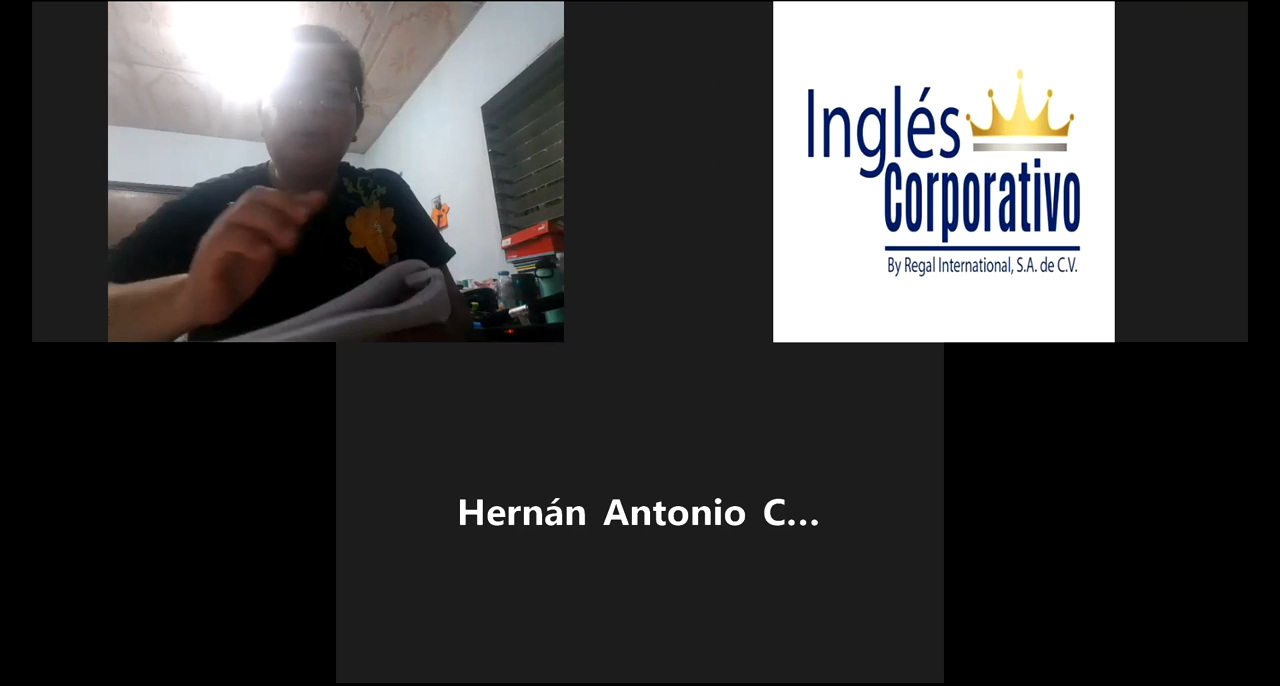 Inglés
Corporativo
By Regal International, S.A. de C.V.
Hernán Antonio C...